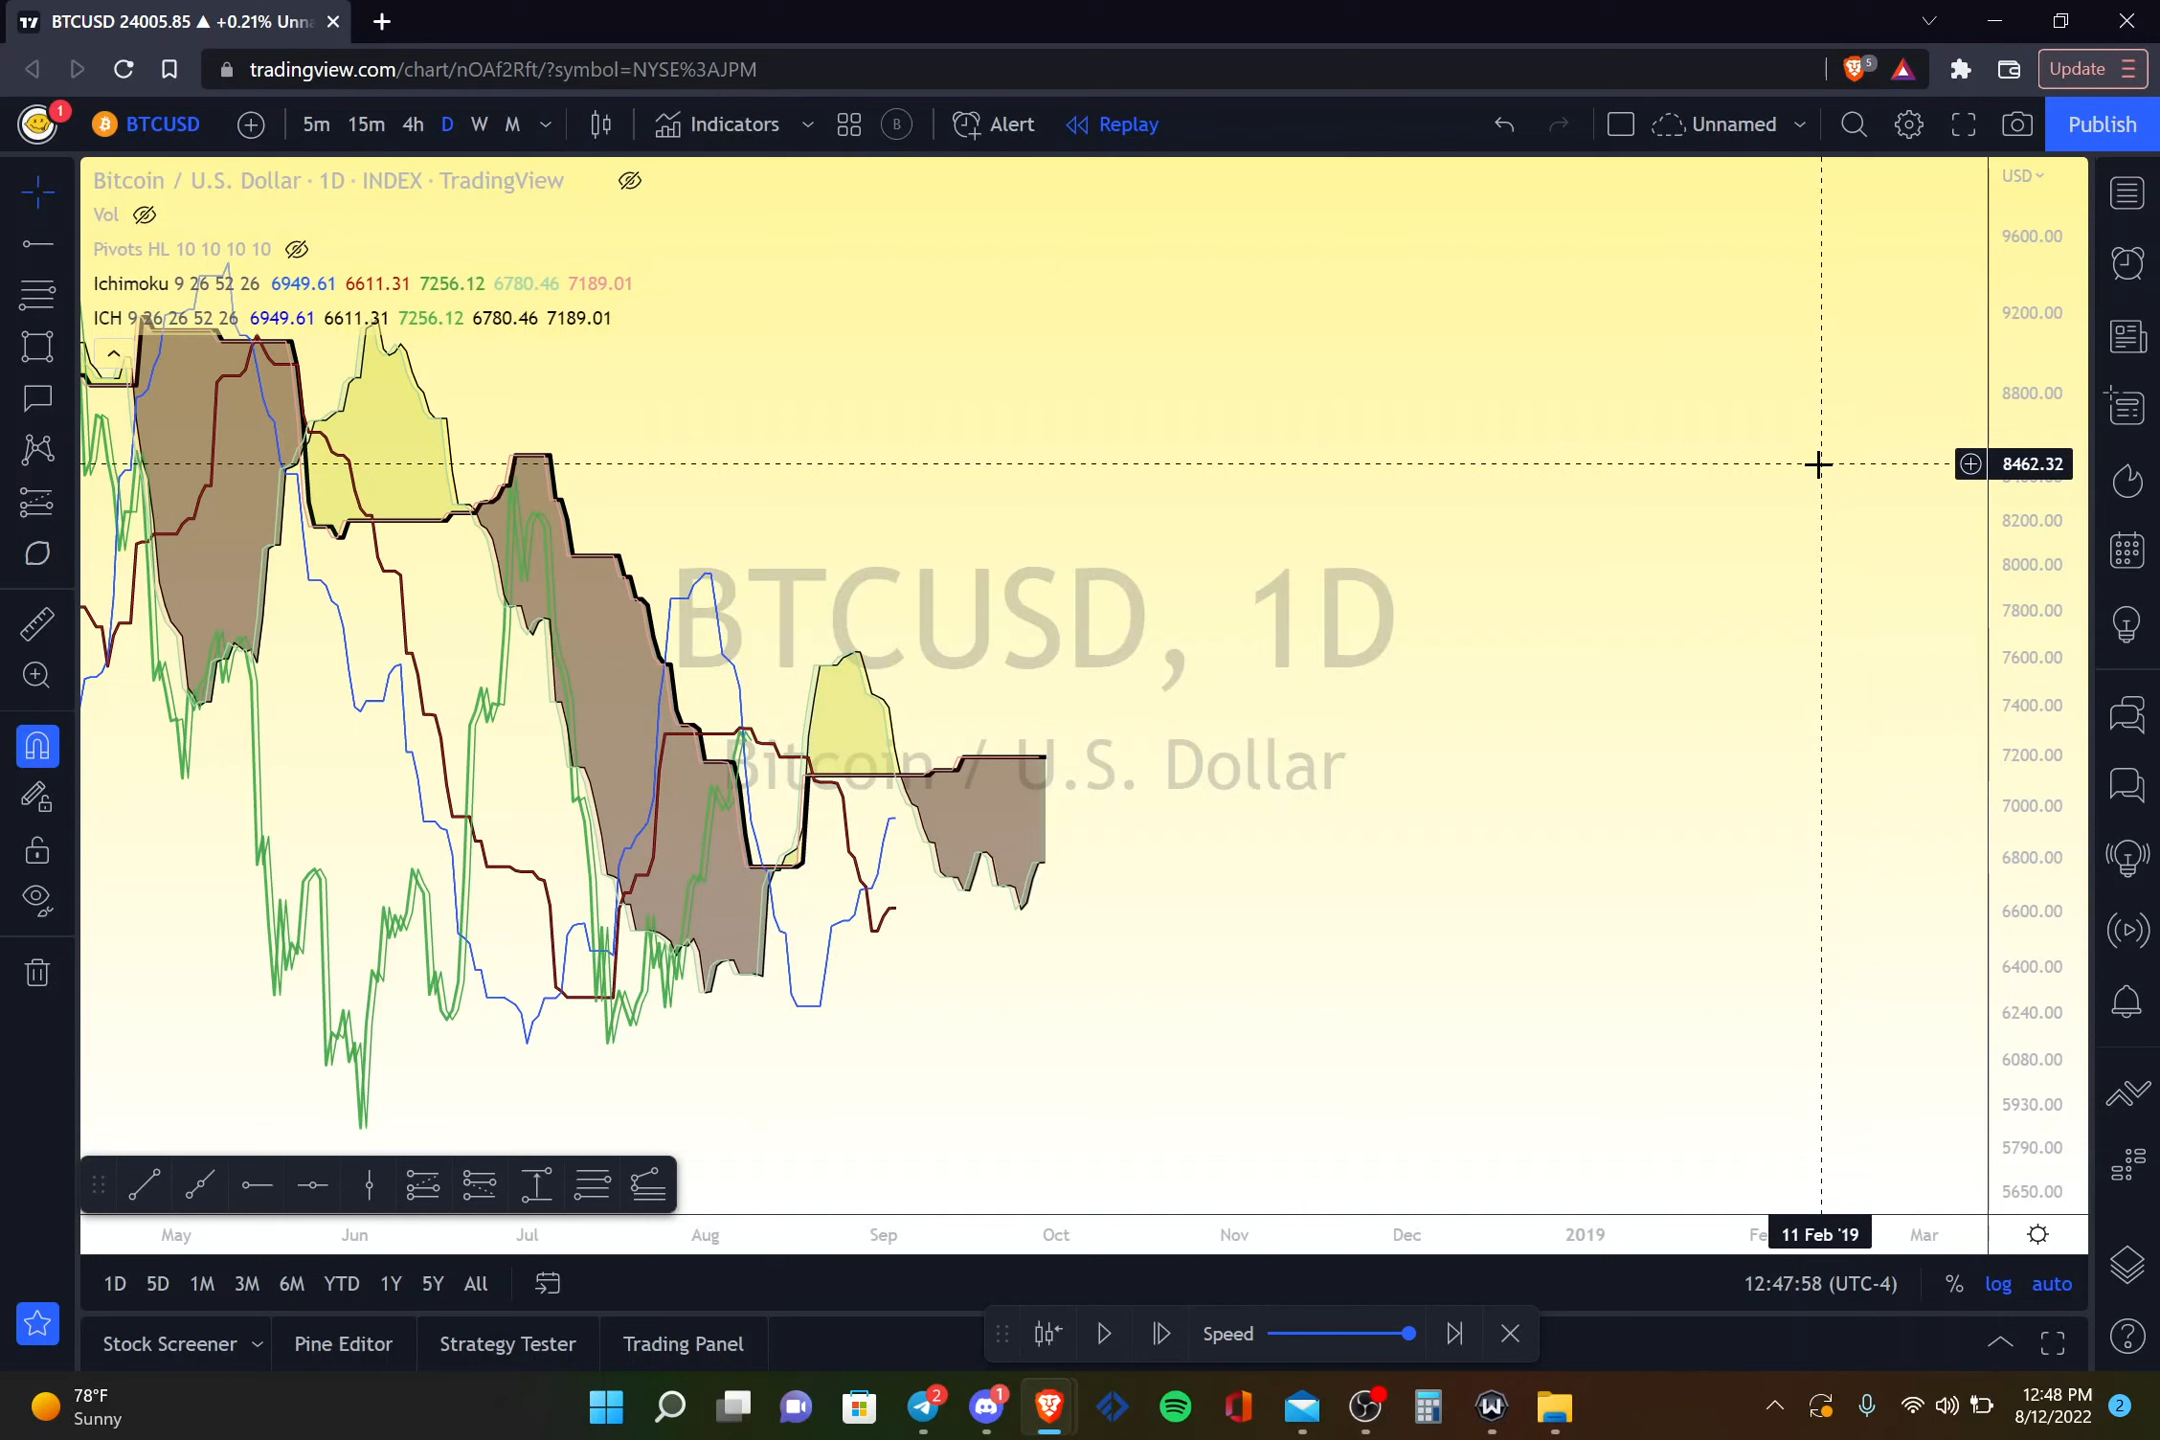 BTCUSD 24005.85 ▲ +0.21% Unn
tradingview.com/chart/nOAf2Rft/?symbol=NYSE%3AJPM
5
Update
1
BTCUSD
5m 15m 4h D W M
Indicators
B
Alert
Replay
Unnamed
Publish
Bitcoin / U.S. Dollar · 1D · INDEX · TradingView
USD
Vol
Pivots HL 10 10 10 10
9600.00
Ichimoku 9 26 52 26 6949.61 6611.31 7256.12 6780.46 7189.01
9200.00
ICH 9 26 26 52 26 6949.61 6611.31 7256.12 6780.46 7189.01
8800.00
8462.32
8200.00
8000.00
BTCUSD, 1D
7800.00
7600.00
7400.00
Bitcoin / U.S. Dollar
7200.00
7000.00
6800.00
6600.00
6400.00
6240.00
6080.00
5930.00
5790.00
5650.00
May Jun Jul Aug Sep Oct Nov Dec 2019 Fe 11 Feb '19 Mar
1D 5D 1M 3M 6M YTD 1Y 5Y All
12:47:58 (UTC-4) % log auto
Stock Screener Pine Editor Strategy Tester Trading Panel
Speed
78°F
Sunny
2
1
12:48 PM
8/12/2022
2